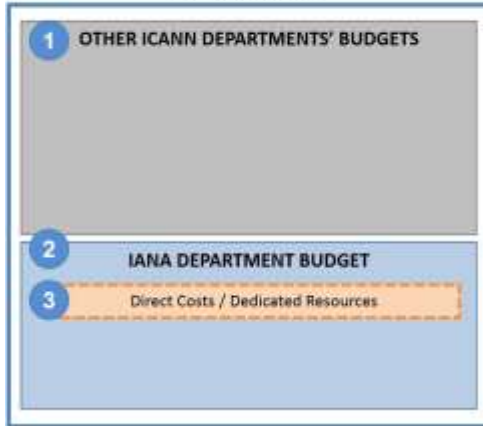 1 OTHER ICANN DEPARTMENTS' BUDGETS
2
IANA DEPARTMENT BUDGET
3 Direct Costs / Dedicated Resources